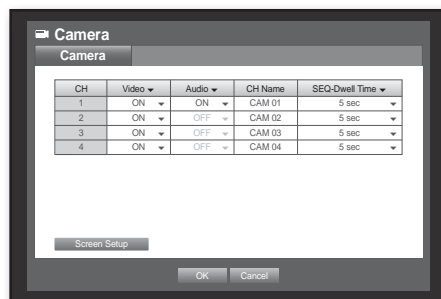 Camera
Camera
CH Video Audio CH Name SEQ-Dwell Time
1 ON ON CAM 01 5 sec
2 ON OFF CAM 02 5 sec
3 ON OFF CAM 03 5 sec
4 ON OFF CAM 04 5 sec
Screen Setup
OK Cancel